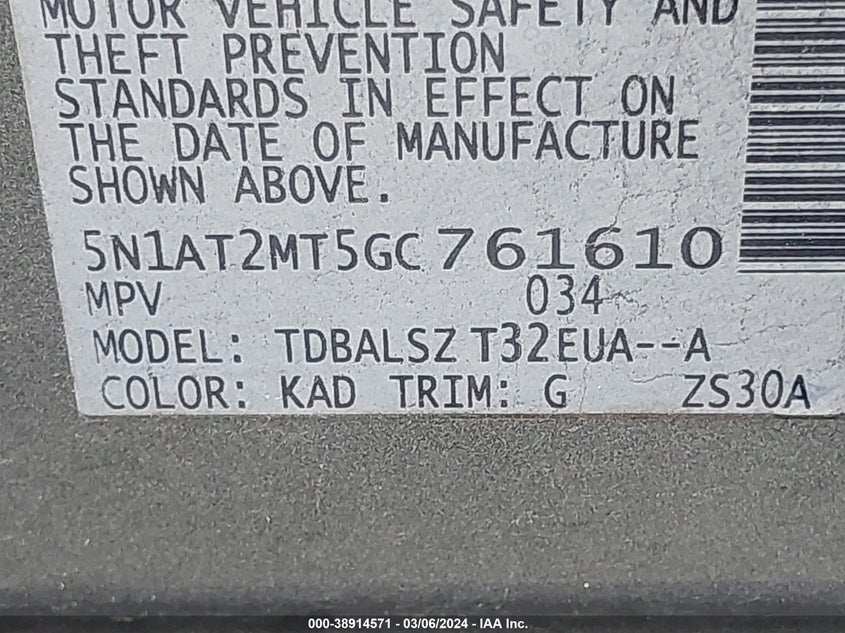 MOTOR VEHICLE SAFETY AND
THEFT PREVENTION
STANDARDS IN EFFECT ON
THE DATE OF MANUFACTURE
SHOWN ABOVE.
5N1AT2MT5GC761610
MPV 034
MODEL: TDBALSZ T32EUA--A
COLOR: KAD TRIM: G ZS30A
000-38914571 - 03/06/2024 - IAA Inc.